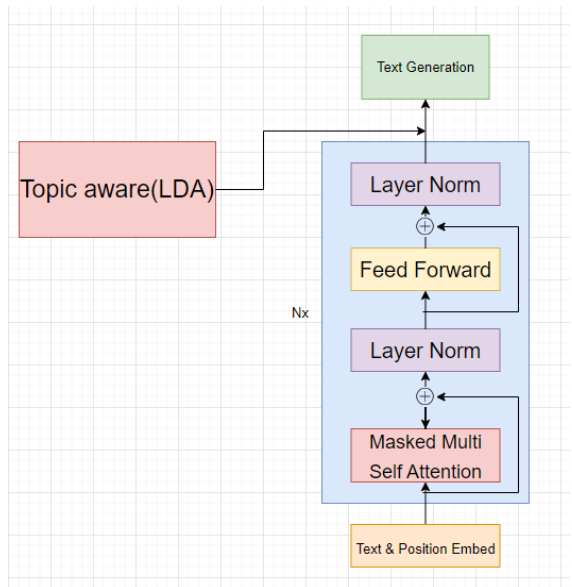 Text Generation
Topic aware(LDA)
Layer Norm
Feed Forward
Nx
Layer Norm
Masked Multi
Self Attention
Text & Position Embed